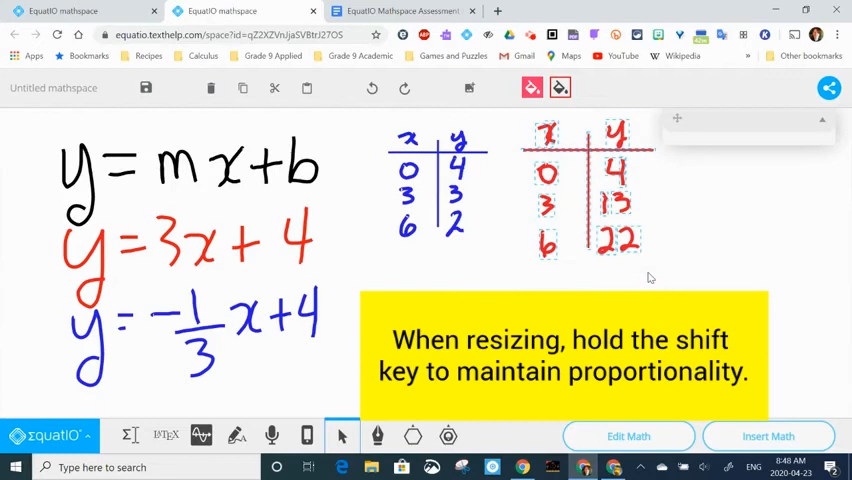 EquatIO mathspace
EquatIO mathspace
EquatIO Mathspace Assessment
equatio.texthelp.com/space?id=qZ2XZVnJjaSVBtrJ27OS
Apps Bookmarks Grade 9 Applied Grade 9 Academic Calculus Games and Puzzles Gmail Maps YouTube Wikipedia Other bookmarks
Untitled mathspace
y = mx + b
y = 3x + 4
y = -1/3 x + 4
x y
0 4
3 3
6 2
x y
0 4
3 13
6 22
When resizing, hold the shift
key to maintain proportionality.
EquatIO
LATEX
Edit Math
Insert Math
Type here to search
ENG
8:48 AM
2020-04-23
2